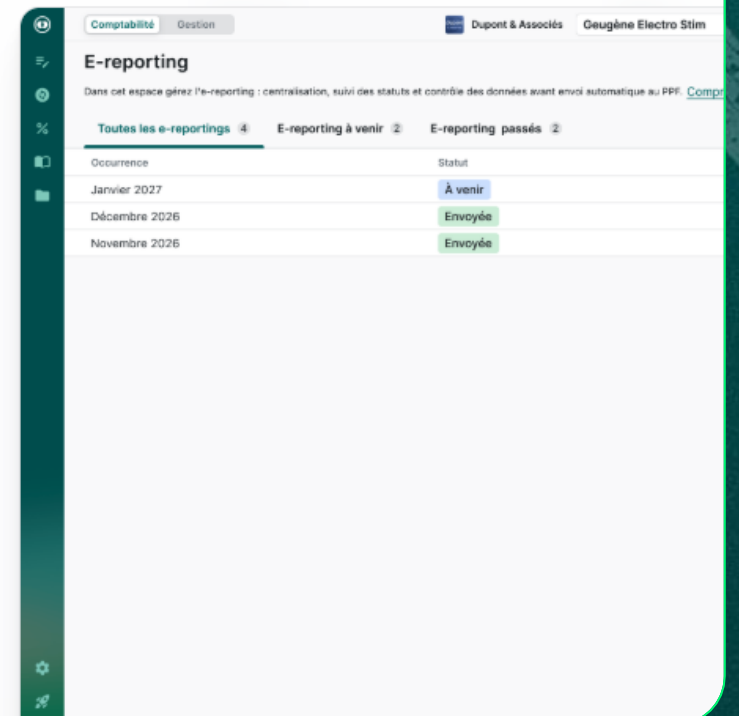 Comptabilité Gestion Dupont & Associés Geugène Electro Stim
E-reporting
Dans cet espace gérez l'e-reporting : centralisation, suivi des statuts et contrôle des données avant envoi automatique au PPF. Compr
Toutes les e-reportings 4 E-reporting à venir 2 E-reporting passés 2
Occurrence Statut
Janvier 2027 À venir
Décembre 2026 Envoyée
Novembre 2026 Envoyée